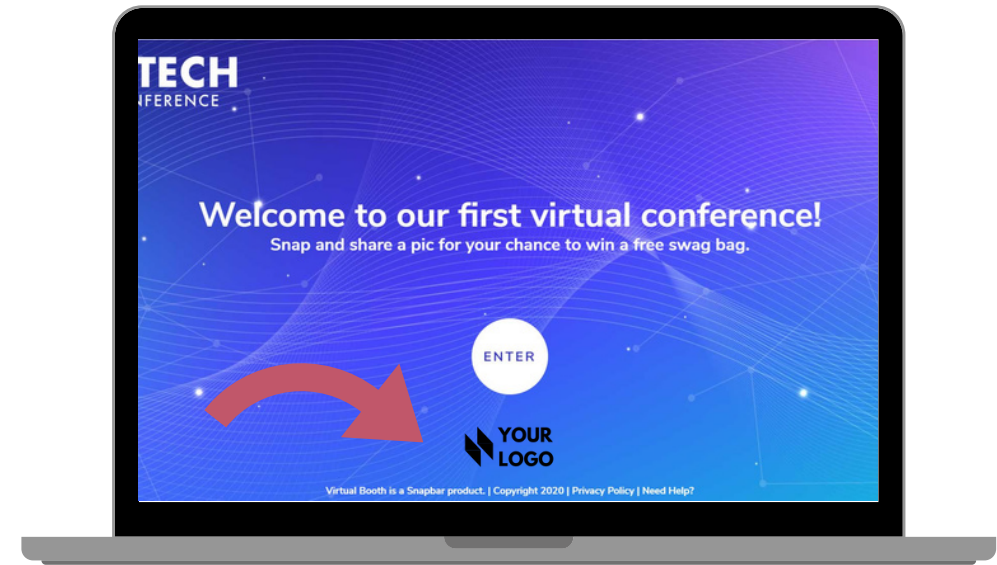 TECH
NFERENCE
Welcome to our first virtual conference!
Snap and share a pic for your chance to win a free swag bag.
ENTER
YOUR
LOGO
Virtual Booth is a Snapbar product. | Copyright 2020 | Privacy Policy | Need Help?